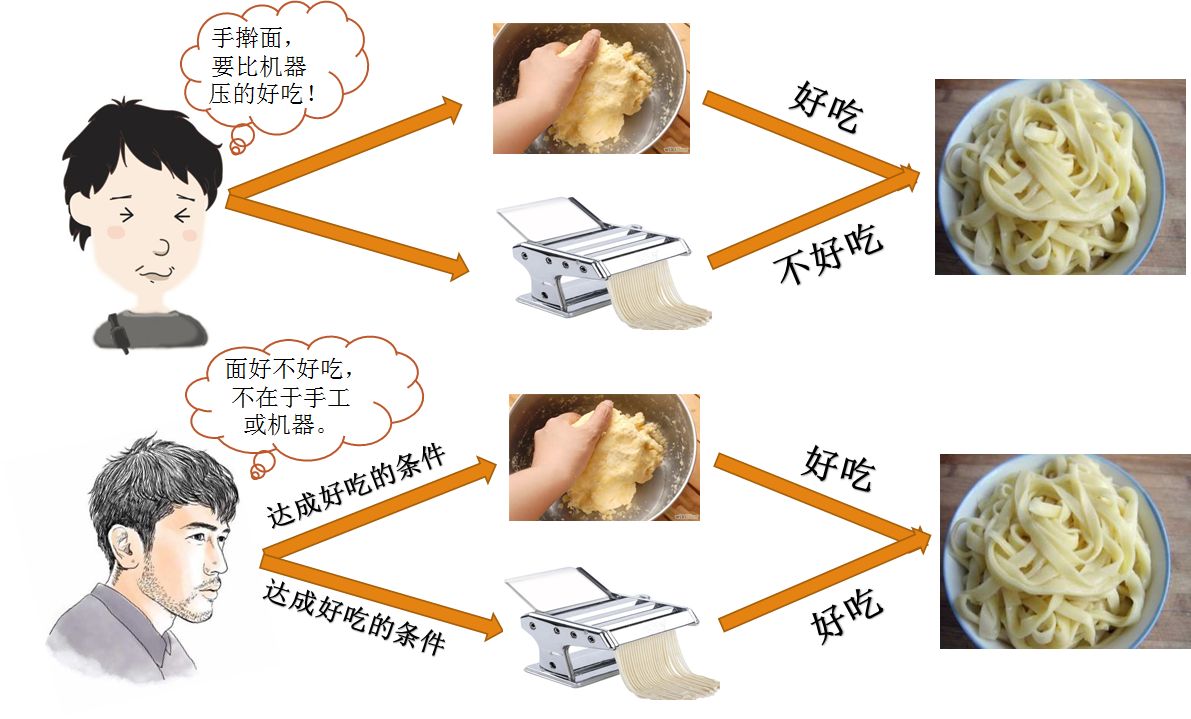 手擀面，
要比机器
压的好吃！
好吃
不好吃
面好不好吃，
不在于手工
或机器。
达成好吃的条件
好吃
达成好吃的条件
好吃